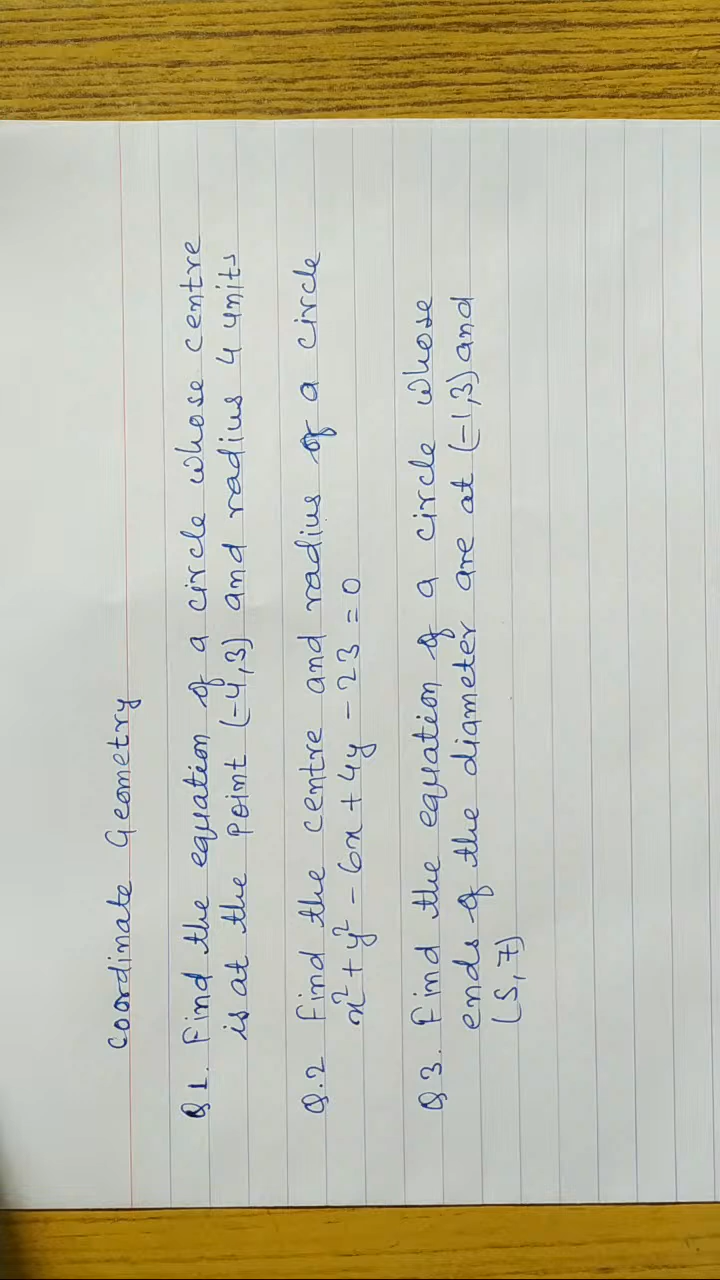 Coordinate Geometry
Q1. Find the equation of a circle whose centre
is at the point (-4,3) and radius 4 units
Q.2 Find the centre and radius of a circle
x²+y²-6x+4y-23=0
Q3. Find the equation of a circle whose
ends of the diameter are at (-1,3) and
(5,7)